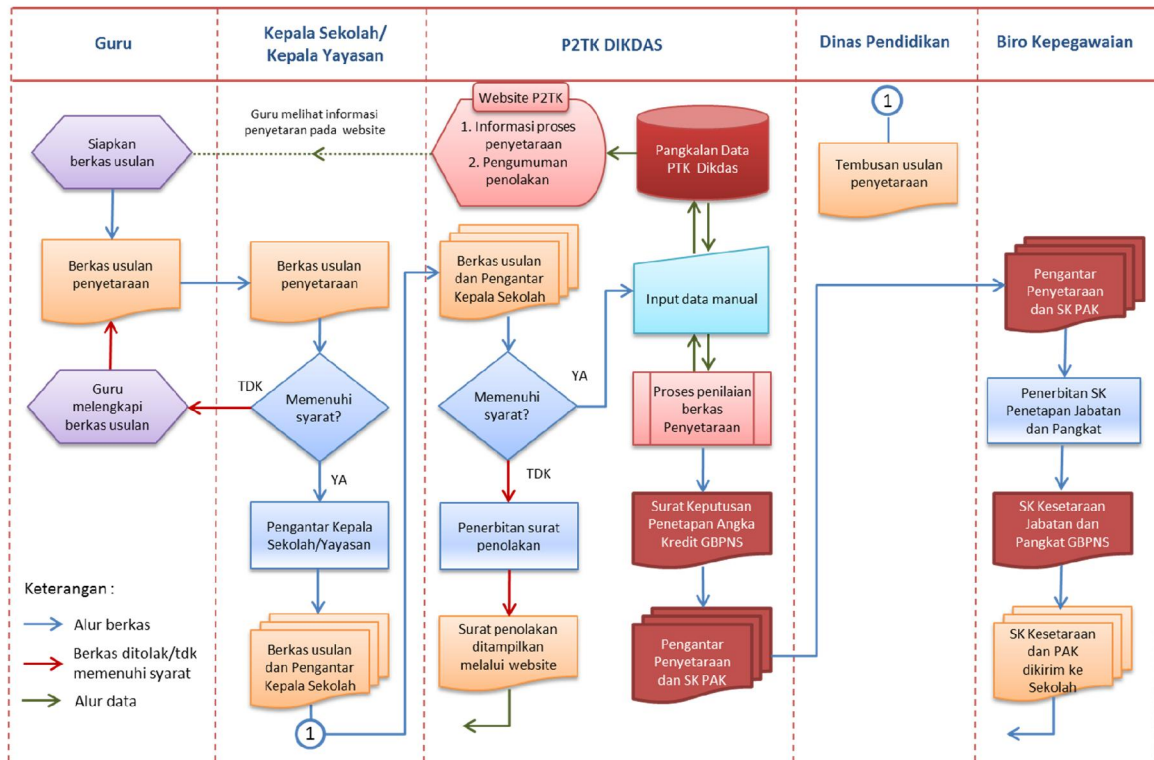 Guru
Kepala Sekolah/
Kepala Yayasan
P2TK DIKDAS
Dinas Pendidikan
Biro Kepegawaian
Siapkan
berkas usulan
Guru melihat informasi
penyetaran pada website
Website P2TK
1. Informasi proses
penyetaraan
2. Pengumuman
penolakan
Pangkalan Data
PTK Dikdas
1
Tembusan usulan
penyetaraan
Berkas usulan
penyetaraan
Berkas usulan
penyetaraan
Berkas usulan
dan Pengantar
Kepala Sekolah
Input data manual
Pengantar
Penyetaraan
dan SK PAK
Guru
melengkapi
berkas usulan
TDK
Memenuhi
syarat?
YA
Memenuhi
syarat?
YA
TDK
Proses penilaian
berkas
Penyetaraan
Penerbitan SK
Penetapan Jabatan
dan Pangkat
Pengantar Kepala
Sekolah/Yayasan
Penerbitan surat
penolakan
Surat Keputusan
Penetapan Angka
Kredit GBPNS
SK Kesetaraan
Jabatan dan
Pangkat GBPNS
Berkas usulan
dan Pengantar
Kepala Sekolah
1
Surat penolakan
ditampilkan
melalui website
Pengantar
Penyetaraan
dan SK PAK
SK Kesetaraan
dan PAK
dikirim ke
Sekolah
Keterangan :
Alur berkas
Berkas ditolak/tdk
memenuhi syarat
Alur data